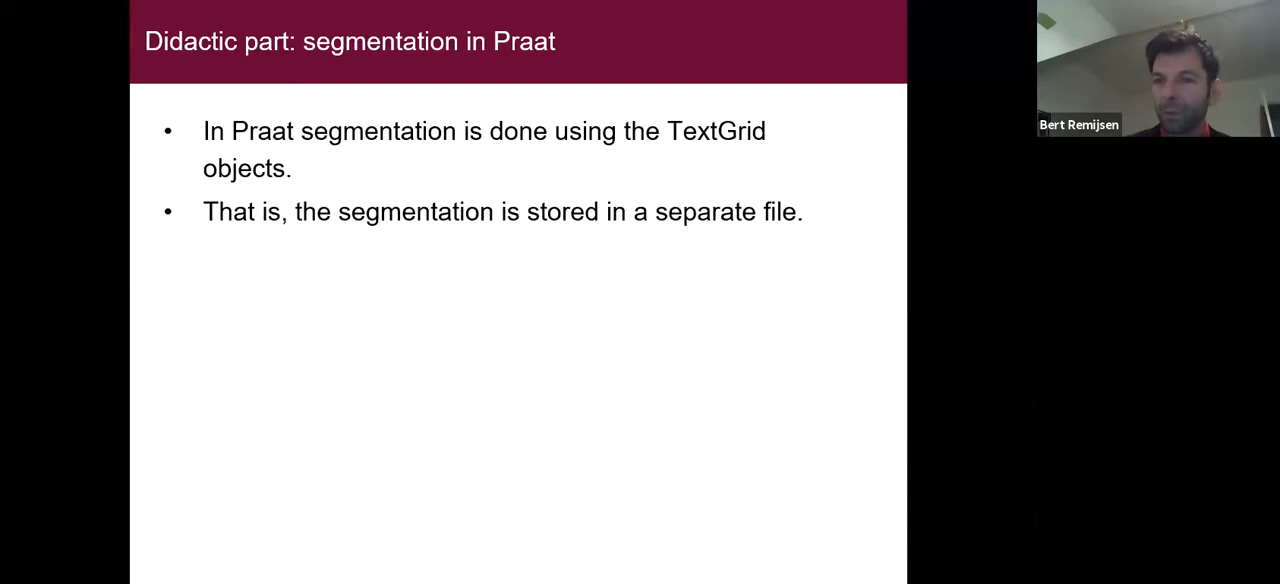 Didactic part: segmentation in Praat
• In Praat segmentation is done using the TextGrid
objects.
• That is, the segmentation is stored in a separate file.
Bert Remijsen